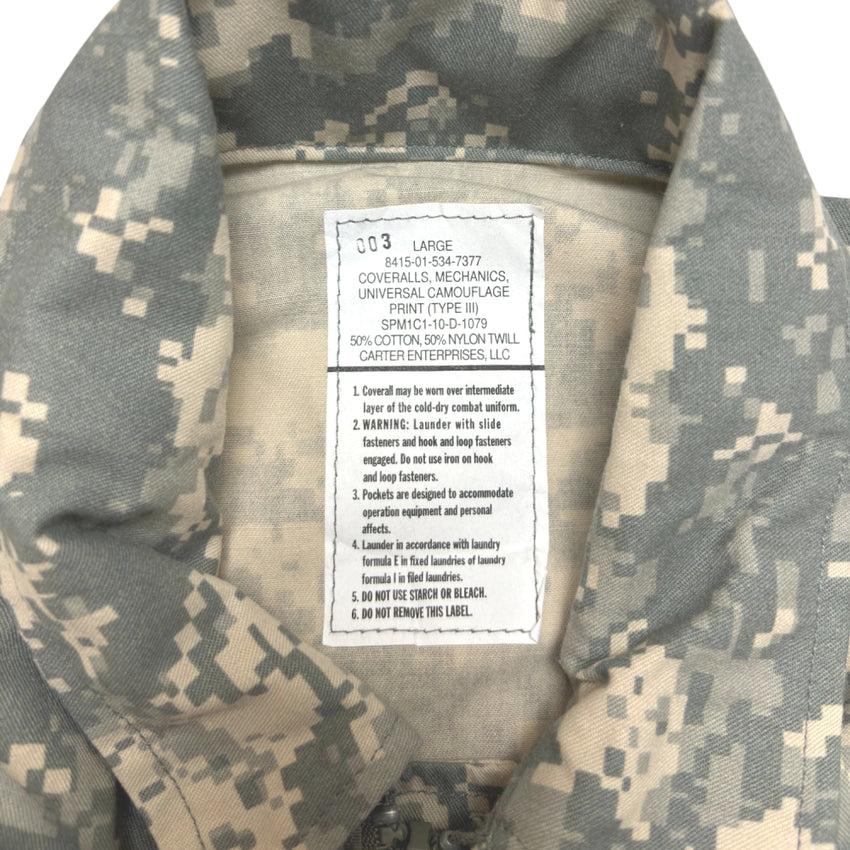 003 LARGE
8415-01-534-7377
COVERALLS, MECHANICS,
UNIVERSAL CAMOUFLAGE
PRINT (TYPE III)
SPM1C1-10-D-1079
50% COTTON, 50% NYLON TWILL
CARTER ENTERPRISES, LLC
1. Coverall may be worn over intermediate
layer of the cold-dry combat uniform.
2. WARNING: Launder with slide
fasteners and hook and loop fasteners
engaged. Do not use iron on hook
and loop fasteners.
3. Pockets are designed to accommodate
operation equipment and personal
affects.
4. Launder in accordance with laundry
formula E in fixed laundries of laundry
formula I in filed laundries.
5. DO NOT USE STARCH OR BLEACH.
6. DO NOT REMOVE THIS LABEL.